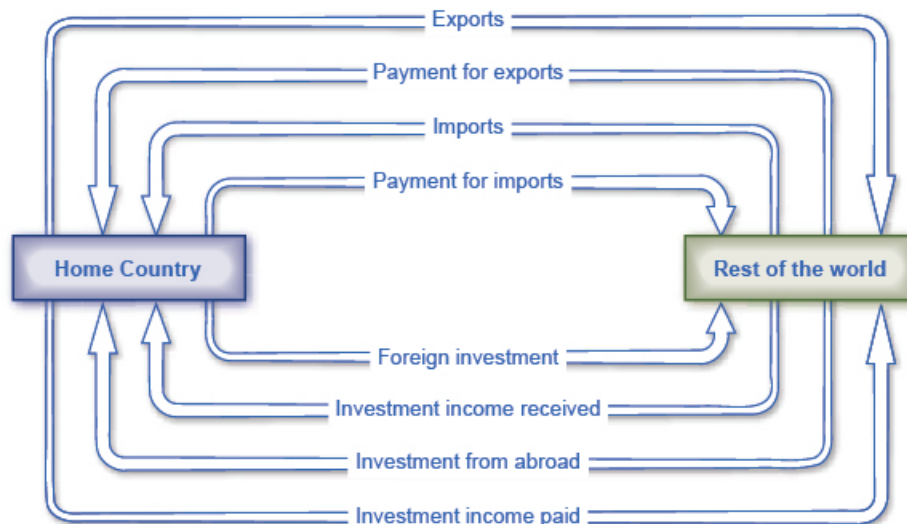 Exports
Payment for exports
Imports
Payment for imports
Home Country
Rest of the world
Foreign investment
Investment income received
Investment from abroad
Investment income paid